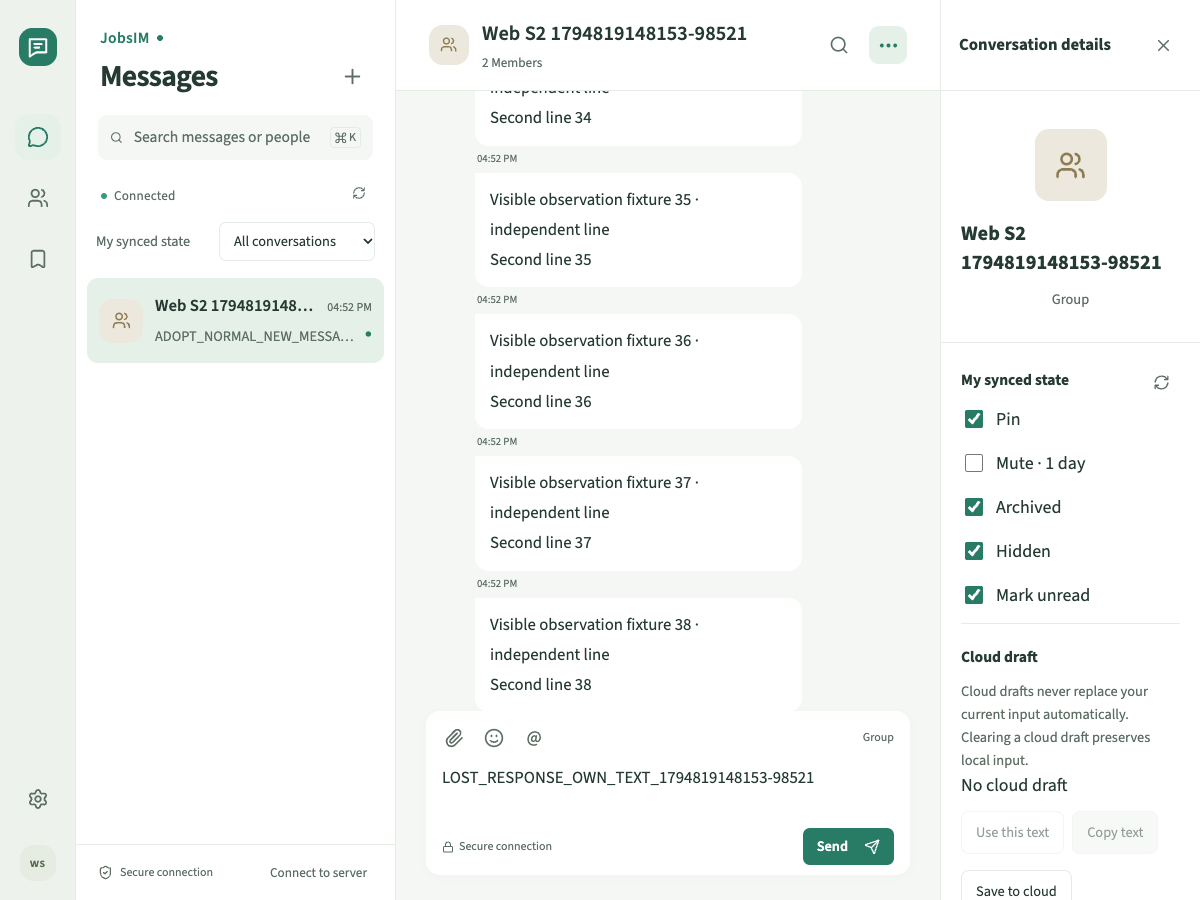 JobsIM
Messages
Search messages or people
⌘K
Connected
My synced state
All conversations
Web S2 1794819148…
04:52 PM
ADOPT_NORMAL_NEW_MESSA…
Secure connection
Connect to server
ws
Web S2 1794819148153-98521
2 Members
independent line
Second line 34
04:52 PM
Visible observation fixture 35 ·
independent line
Second line 35
04:52 PM
Visible observation fixture 36 ·
independent line
Second line 36
04:52 PM
Visible observation fixture 37 ·
independent line
Second line 37
04:52 PM
Visible observation fixture 38 ·
independent line
Second line 38
@
Group
LOST_RESPONSE_OWN_TEXT_1794819148153-98521
Secure connection
Send
Conversation details
Web S2
1794819148153-98521
Group
My synced state
Pin
Mute · 1 day
Archived
Hidden
Mark unread
Cloud draft
Cloud drafts never replace your
current input automatically.
Clearing a cloud draft preserves
local input.
No cloud draft
Use this text
Copy text
Save to cloud